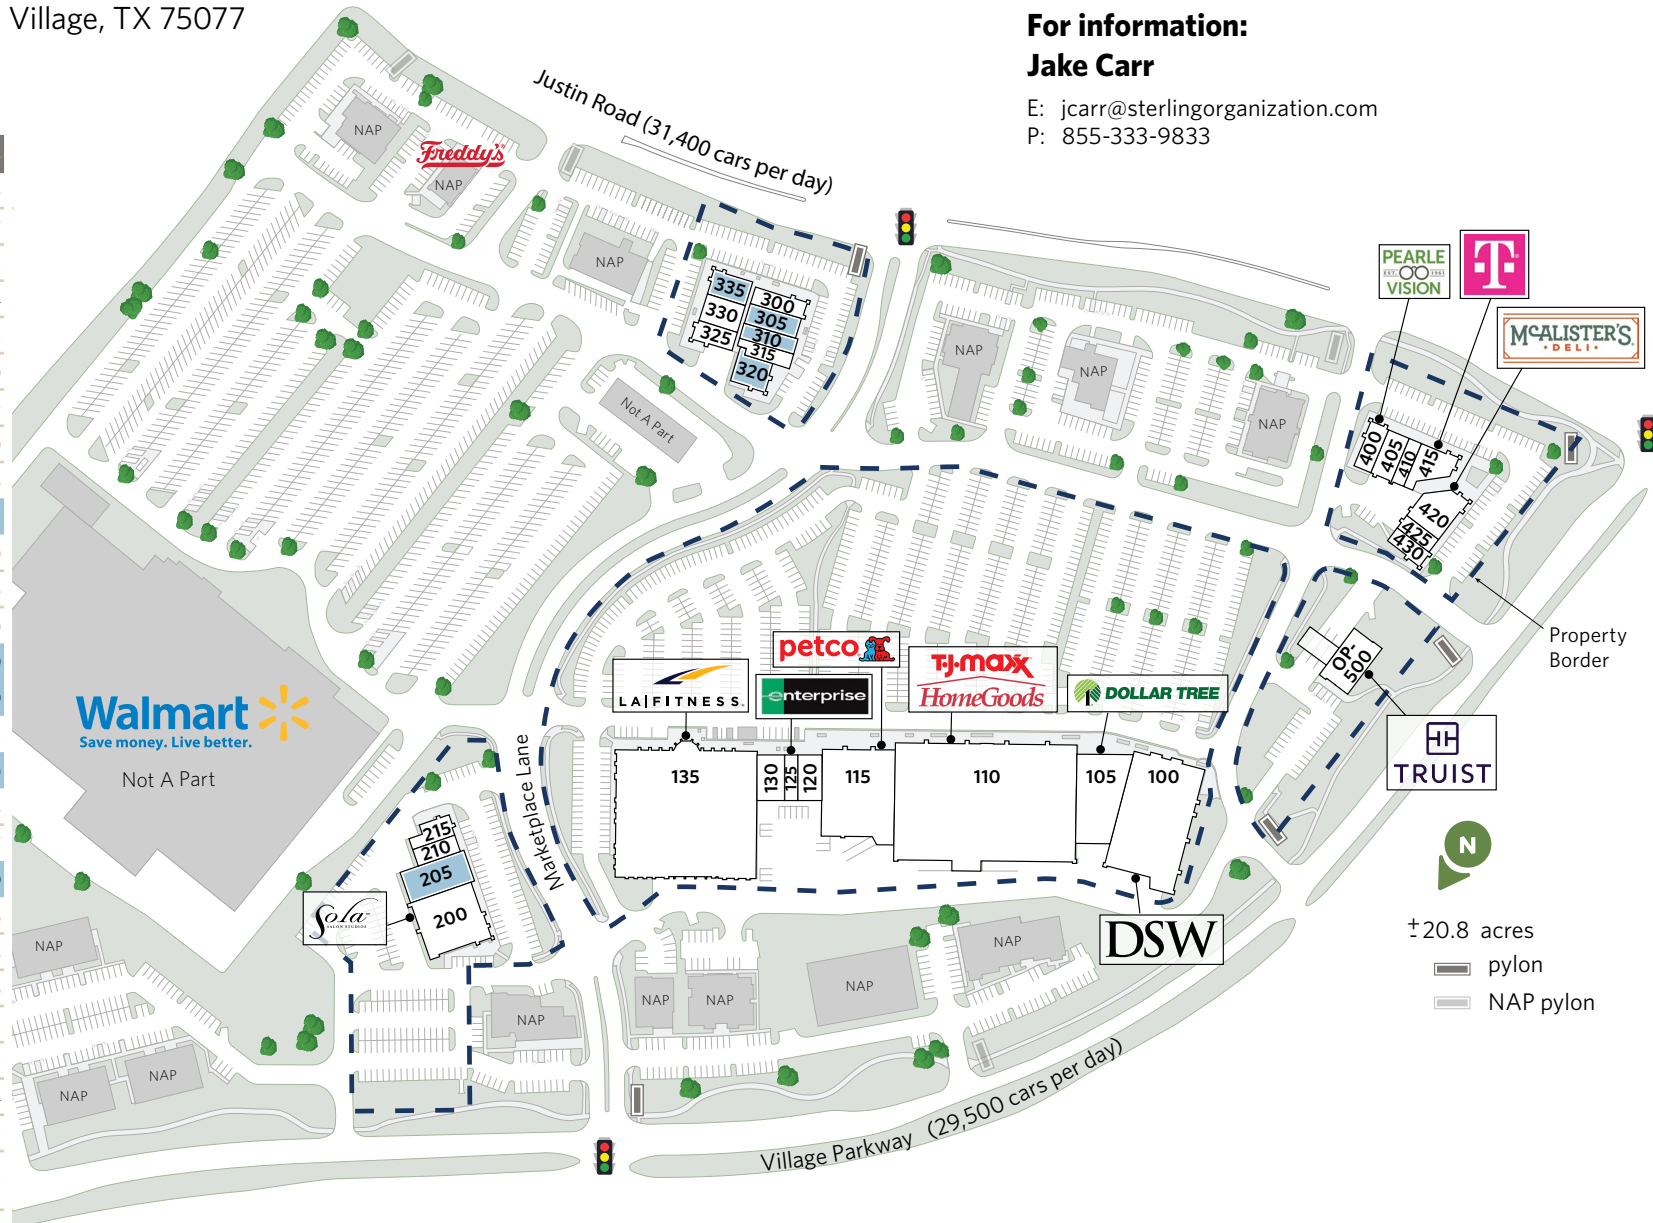 Village, TX 75077
For information:
Jake Carr
E: jcarr@sterlingorganization.com
P: 855-333-9833
Justin Road (31,400 cars per day)
NAP
Freddy's
NAP
NAP
335
300
330
305
325
310
315
320
Not A Part
NAP
NAP
NAP
PEARLE
EST. 1961
VISION
T
McALISTER'S
DELI
400
405
410
415
420
425
430
Property
Border
OP-
500
HH
TRUIST
N
±20.8 acres
pylon
NAP pylon
petco
LA|FITNESS
enterprise
T.J.maxx
HomeGoods
DOLLAR TREE
135
130
125
120
115
110
105
100
DSW
Walmart
Save money. Live better.
Not A Part
Marketplace Lane
215
210
205
200
Sola
SALON STUDIOS
NAP
NAP
NAP
NAP
NAP
NAP
NAP
NAP
Village Parkway (29,500 cars per day)